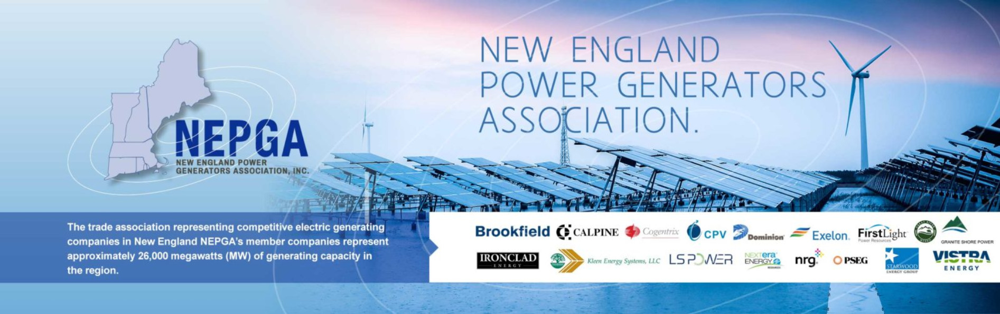 NEW ENGLAND
POWER GENERATORS
ASSOCIATION.
NEPGA
NEW ENGLAND POWER
GENERATORS ASSOCIATION, INC.
The trade association representing competitive electric generating
companies in New England NEPGA's member companies represent
approximately 26,000 megawatts (MW) of generating capacity in
the region.
Brookfield CALPINE Cogentrix CPV Dominion Exelon. FirstLight
Power Resources
GRANITE SHORE POWER
IRONCLAD
ENERGY
Kleen Energy Systems, LLC
LS POWER
NEXTera
ENERGY
RESOURCES
nrg
PSEG
STARWOOD
ENERGY GROUP
VISTRA
ENERGY